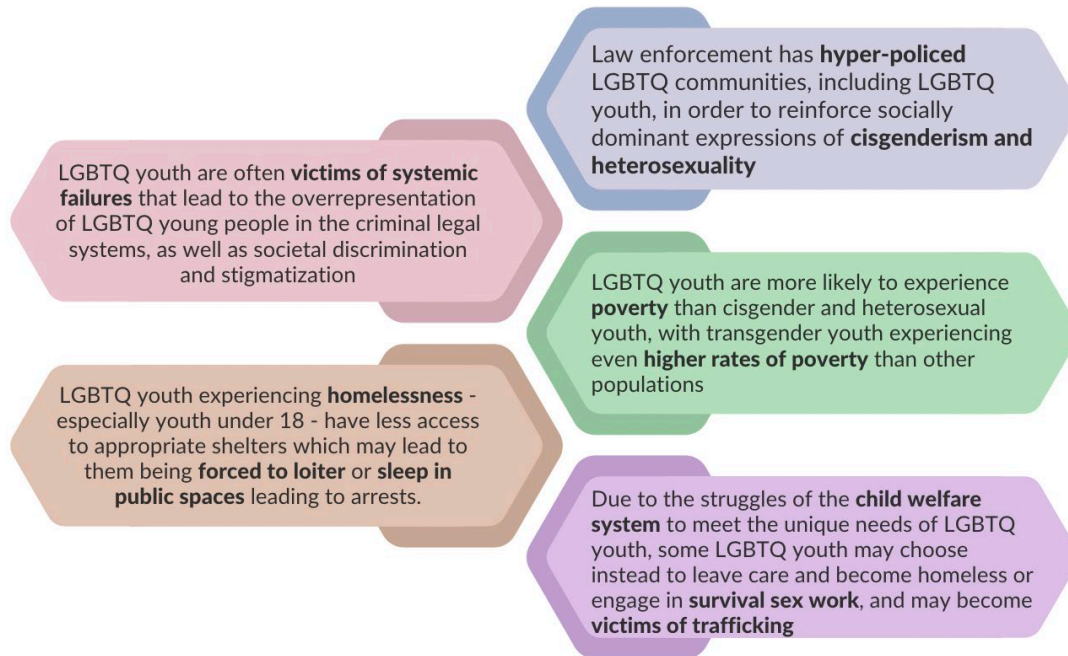 Law enforcement has hyper-policed
LGBTQ communities, including LGBTQ
youth, in order to reinforce socially
dominant expressions of cisgenderism and
heterosexuality
LGBTQ youth are often victims of systemic
failures that lead to the overrepresentation
of LGBTQ young people in the criminal legal
systems, as well as societal discrimination
and stigmatization
LGBTQ youth are more likely to experience
poverty than cisgender and heterosexual
youth, with transgender youth experiencing
even higher rates of poverty than other
populations
LGBTQ youth experiencing homelessness -
especially youth under 18 - have less access
to appropriate shelters which may lead to
them being forced to loiter or sleep in
public spaces leading to arrests.
Due to the struggles of the child welfare
system to meet the unique needs of LGBTQ
youth, some LGBTQ youth may choose
instead to leave care and become homeless or
engage in survival sex work, and may become
victims of trafficking